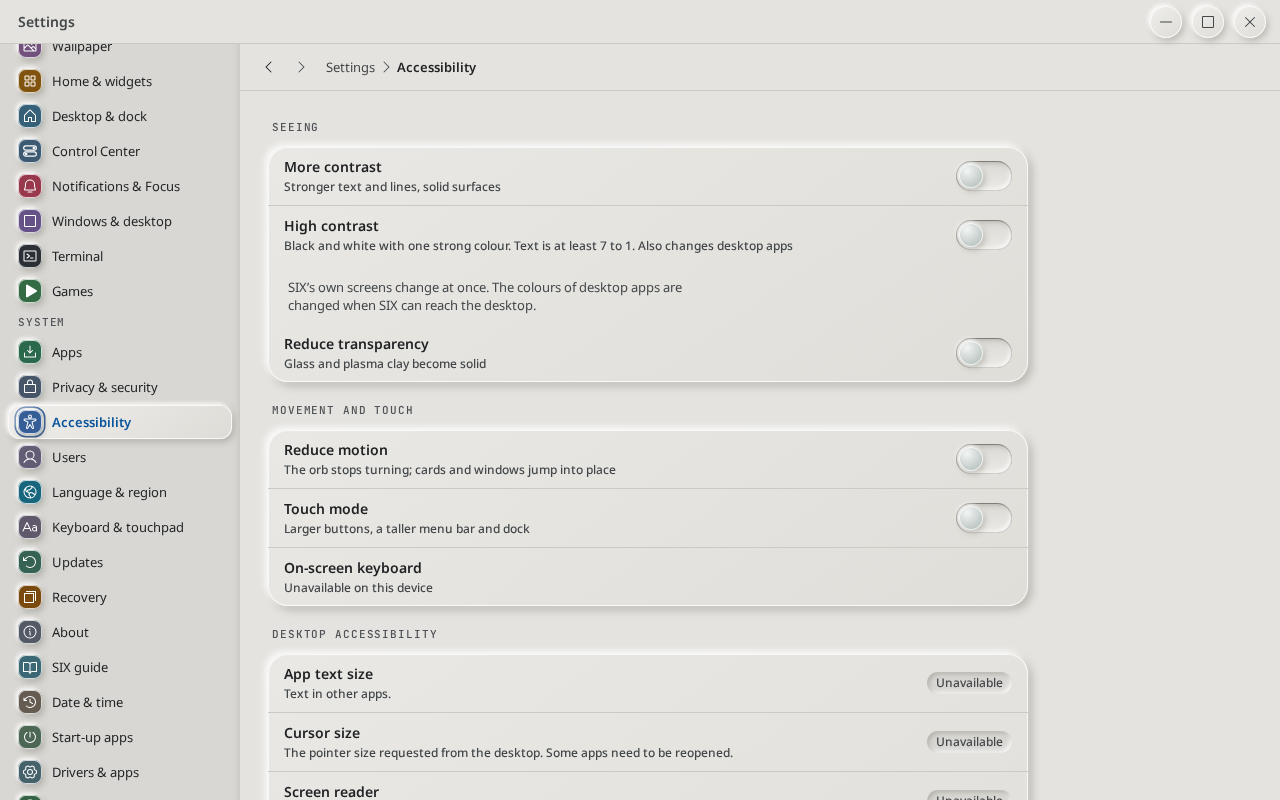 Settings
Wallpaper
Home & widgets
Desktop & dock
Control Center
Notifications & Focus
Windows & desktop
Terminal
Games
SYSTEM
Apps
Privacy & security
Accessibility
Users
Language & region
Aa
Keyboard & touchpad
Updates
Recovery
About
SIX guide
Date & time
Start-up apps
Drivers & apps
Settings
Accessibility
SEEING
More contrast
Stronger text and lines, solid surfaces
High contrast
Black and white with one strong colour. Text is at least 7 to 1. Also changes desktop apps
SIX’s own screens change at once. The colours of desktop apps are
changed when SIX can reach the desktop.
Reduce transparency
Glass and plasma clay become solid
MOVEMENT AND TOUCH
Reduce motion
The orb stops turning; cards and windows jump into place
Touch mode
Larger buttons, a taller menu bar and dock
On-screen keyboard
Unavailable on this device
DESKTOP ACCESSIBILITY
App text size
Text in other apps.
Unavailable
Cursor size
The pointer size requested from the desktop. Some apps need to be reopened.
Unavailable
Screen reader
Unavailable